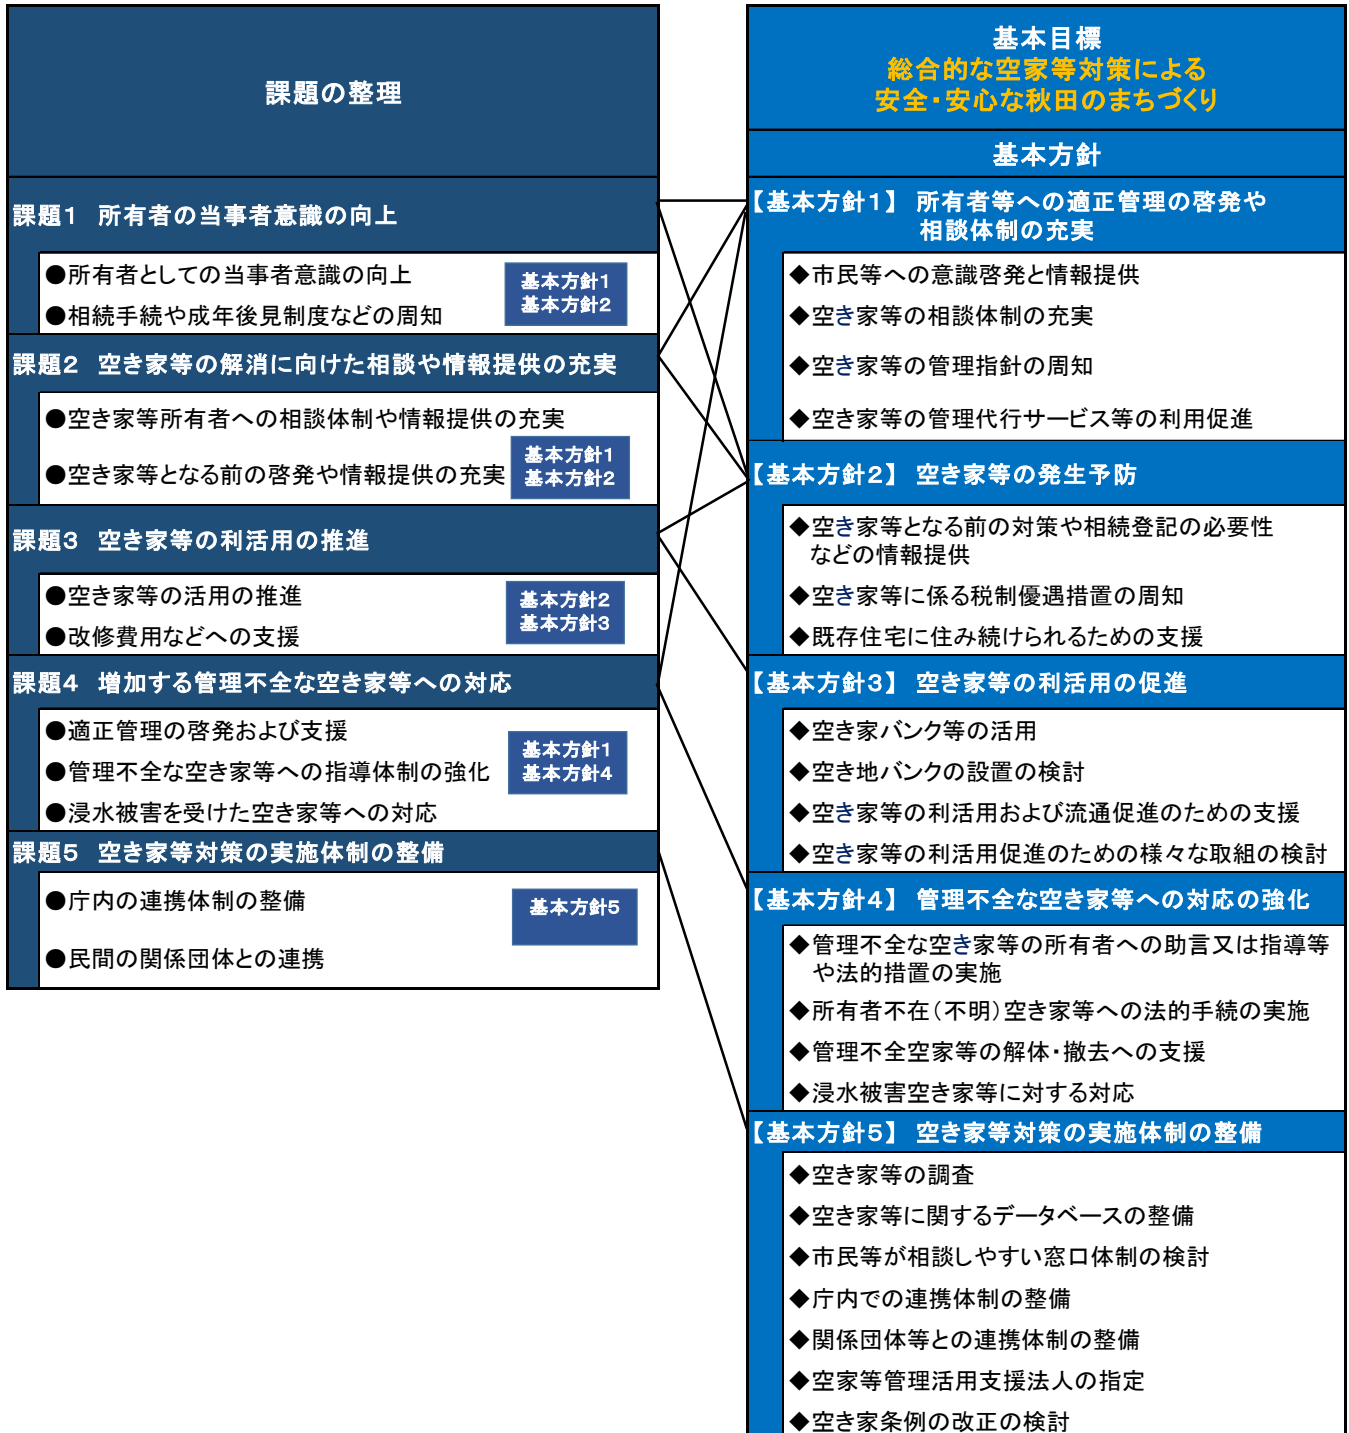 課題の整理
課題1 所有者の当事者意識の向上
●所有者としての当事者意識の向上
●相続手続や成年後見制度などの周知
基本方針1
基本方針2
課題2 空き家等の解消に向けた相談や情報提供の充実
●空き家等所有者への相談体制や情報提供の充実
●空き家等となる前の啓発や情報提供の充実
基本方針1
基本方針2
課題3 空き家等の利活用の推進
●空き家等の活用の推進
●改修費用などへの支援
基本方針2
基本方針3
課題4 増加する管理不全な空き家等への対応
●適正管理の啓発および支援
●管理不全な空き家等への指導体制の強化
●浸水被害を受けた空き家等への対応
基本方針1
基本方針4
課題5 空き家等対策の実施体制の整備
●庁内の連携体制の整備
●民間の関係団体との連携
基本方針5
基本目標
総合的な空家等対策による
安全・安心な秋田のまちづくり
基本方針
【基本方針1】 所有者等への適正管理の啓発や
相談体制の充実
◆市民等への意識啓発と情報提供
◆空き家等の相談体制の充実
◆空き家等の管理指針の周知
◆空き家等の管理代行サービス等の利用促進
【基本方針2】 空き家等の発生予防
◆空き家等となる前の対策や相続登記の必要性
などの情報提供
◆空き家等に係る税制優遇措置の周知
◆既存住宅に住み続けられるための支援
【基本方針3】 空き家等の利活用の促進
◆空き家バンク等の活用
◆空き地バンクの設置の検討
◆空き家等の利活用および流通促進のための支援
◆空き家等の利活用促進のための様々な取組の検討
【基本方針4】 管理不全な空き家等への対応の強化
◆管理不全な空き家等の所有者への助言又は指導等
や法的措置の実施
◆所有者不在(不明)空き家等への法的手続の実施
◆管理不全空家等の解体・撤去への支援
◆浸水被害空き家等に対する対応
【基本方針5】 空き家等対策の実施体制の整備
◆空き家等の調査
◆空き家等に関するデータベースの整備
◆市民等が相談しやすい窓口体制の検討
◆庁内での連携体制の整備
◆関係団体等との連携体制の整備
◆空家等管理活用支援法人の指定
◆空き家条例の改正の検討